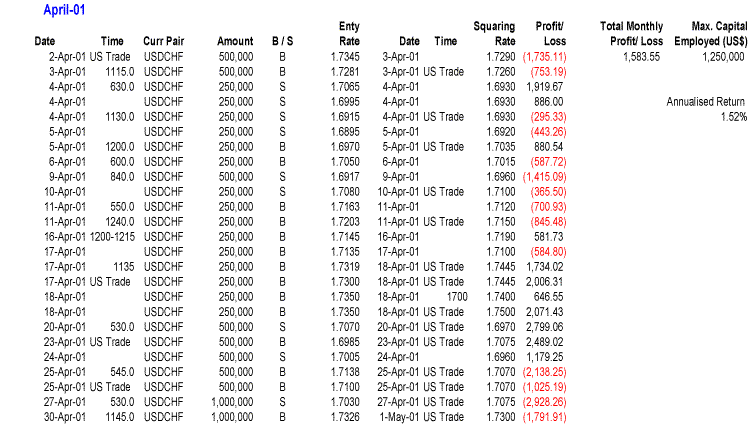 April-01
Enty Squaring Profit/ Total Monthly Max. Capital
Date Time Curr Pair Amount B / S Rate Date Time Rate Loss Profit/ Loss Employed (US$)
2-Apr-01 US Trade USDCHF 500,000 B 1.7345 3-Apr-01 1.7290 (1,735.11) 1,583.55 1,250,000
3-Apr-01 1115.0 USDCHF 500,000 B 1.7281 3-Apr-01 US Trade 1.7260 (753.19)
4-Apr-01 630.0 USDCHF 250,000 S 1.7065 4-Apr-01 1.6930 1,919.67
4-Apr-01 USDCHF 250,000 S 1.6995 4-Apr-01 1.6930 886.00 Annualised Return
4-Apr-01 1130.0 USDCHF 250,000 S 1.6915 4-Apr-01 US Trade 1.6930 (295.33) 1.52%
5-Apr-01 USDCHF 250,000 S 1.6895 5-Apr-01 1.6920 (443.26)
5-Apr-01 1200.0 USDCHF 250,000 B 1.6970 5-Apr-01 US Trade 1.7035 880.54
6-Apr-01 600.0 USDCHF 250,000 B 1.7050 6-Apr-01 1.7015 (587.72)
9-Apr-01 840.0 USDCHF 500,000 S 1.6917 9-Apr-01 1.6960 (1,415.09)
10-Apr-01 USDCHF 250,000 S 1.7080 10-Apr-01 US Trade 1.7100 (365.50)
11-Apr-01 550.0 USDCHF 250,000 B 1.7163 11-Apr-01 1.7120 (700.93)
11-Apr-01 1240.0 USDCHF 250,000 B 1.7203 11-Apr-01 US Trade 1.7150 (845.48)
16-Apr-01 1200-1215 USDCHF 250,000 B 1.7145 16-Apr-01 1.7190 581.73
17-Apr-01 USDCHF 250,000 B 1.7135 17-Apr-01 1.7100 (584.80)
17-Apr-01 1135 USDCHF 250,000 B 1.7319 18-Apr-01 US Trade 1.7445 1,734.02
17-Apr-01 US Trade USDCHF 250,000 B 1.7300 18-Apr-01 US Trade 1.7445 2,006.31
18-Apr-01 USDCHF 250,000 B 1.7350 18-Apr-01 1700 1.7400 646.55
18-Apr-01 USDCHF 250,000 B 1.7350 18-Apr-01 US Trade 1.7500 2,071.43
20-Apr-01 530.0 USDCHF 500,000 S 1.7070 20-Apr-01 US Trade 1.6970 2,799.06
23-Apr-01 US Trade USDCHF 500,000 B 1.6985 23-Apr-01 US Trade 1.7075 2,489.02
24-Apr-01 USDCHF 500,000 S 1.7005 24-Apr-01 1.6960 1,179.25
25-Apr-01 545.0 USDCHF 500,000 B 1.7138 25-Apr-01 US Trade 1.7070 (2,138.25)
25-Apr-01 US Trade USDCHF 500,000 B 1.7100 25-Apr-01 US Trade 1.7070 (1,025.19)
27-Apr-01 530.0 USDCHF 1,000,000 S 1.7030 27-Apr-01 US Trade 1.7075 (2,928.26)
30-Apr-01 1145.0 USDCHF 1,000,000 B 1.7326 1-May-01 US Trade 1.7300 (1,791.91)